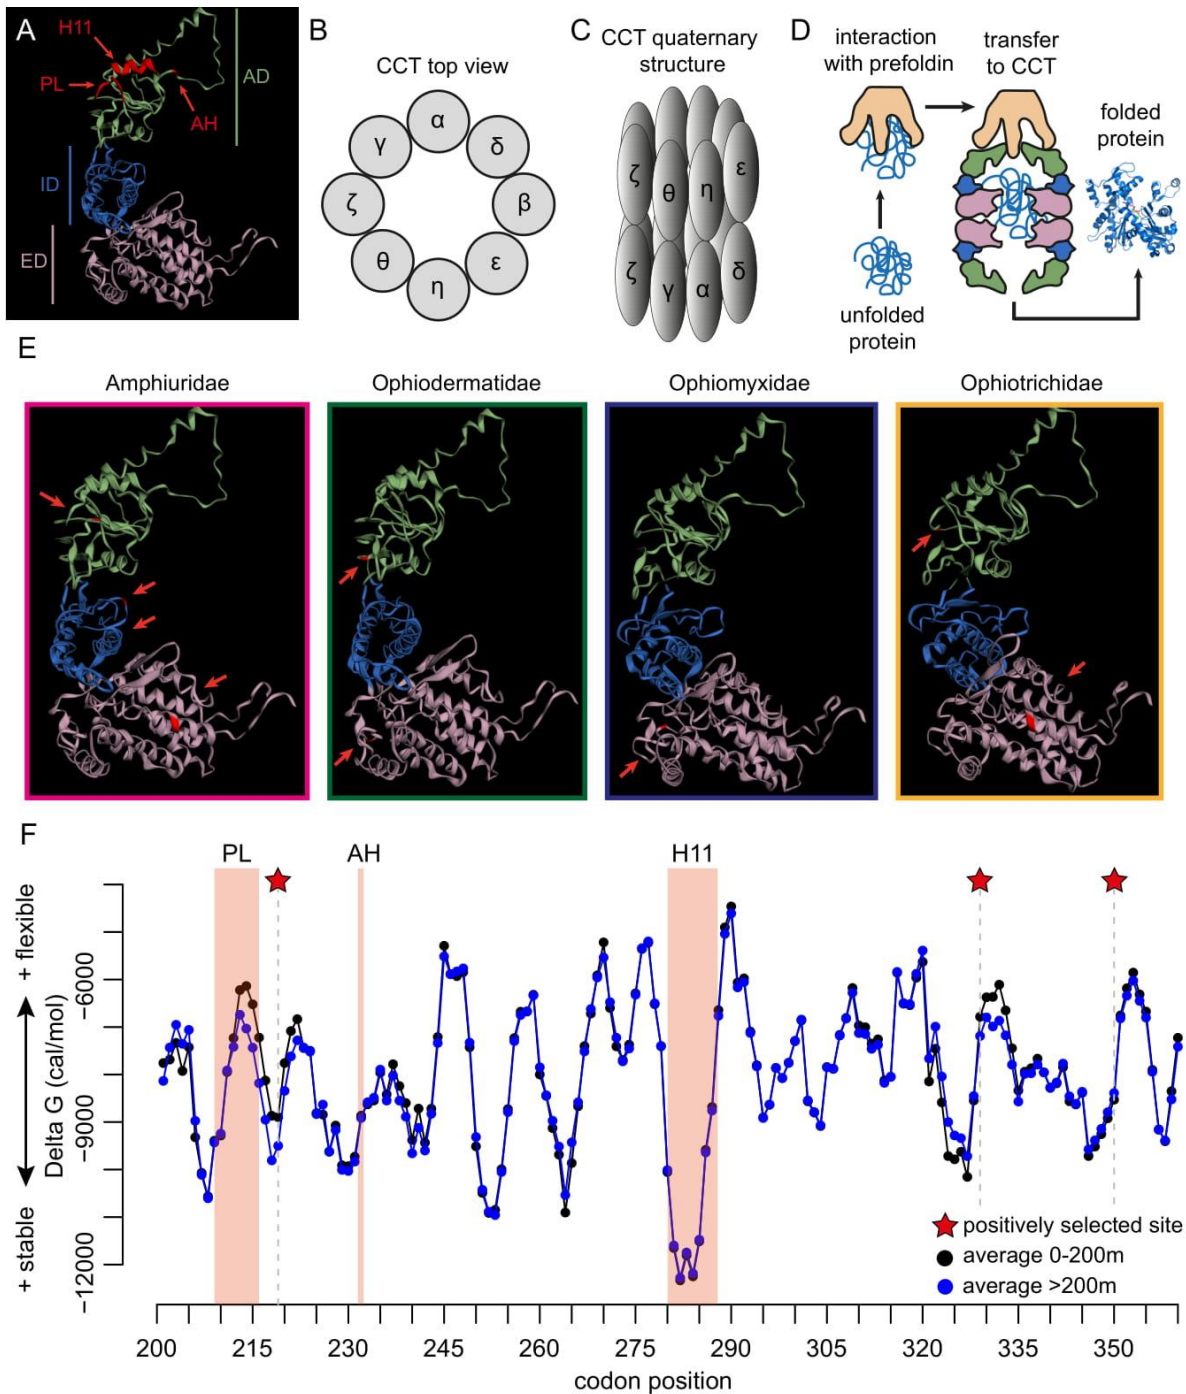 A
H11
PL
AH
AD
ID
ED
B
CCT top view
α
γ
δ
ζ
β
θ
ε
η
C
CCT quaternary
structure
ζ
θ
η
ε
ζ
γ
α
δ
D
interaction
with prefoldin
transfer
to CCT
folded
protein
unfolded
protein
E
Amphiuridae
Ophiodermatidae
Ophiomyxidae
Ophiotrichidae
F
PL
AH
H11
+ flexible
+ stable
Delta G (cal/mol)
−6000
−9000
−12000
positively selected site
average 0-200m
average >200m
200
215
230
245
260
275
290
305
320
335
350
codon position